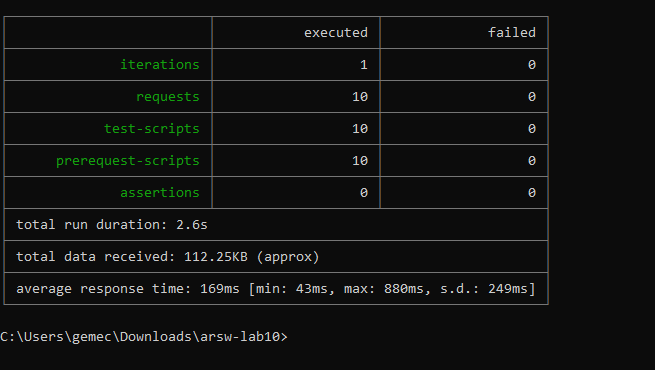 executed failed
iterations 1 0
requests 10 0
test-scripts 10 0
prerequest-scripts 10 0
assertions 0 0
total run duration: 2.6s
total data received: 112.25KB (approx)
average response time: 169ms [min: 43ms, max: 880ms, s.d.: 249ms]
C:\Users\gemec\Downloads\arsw-lab10>